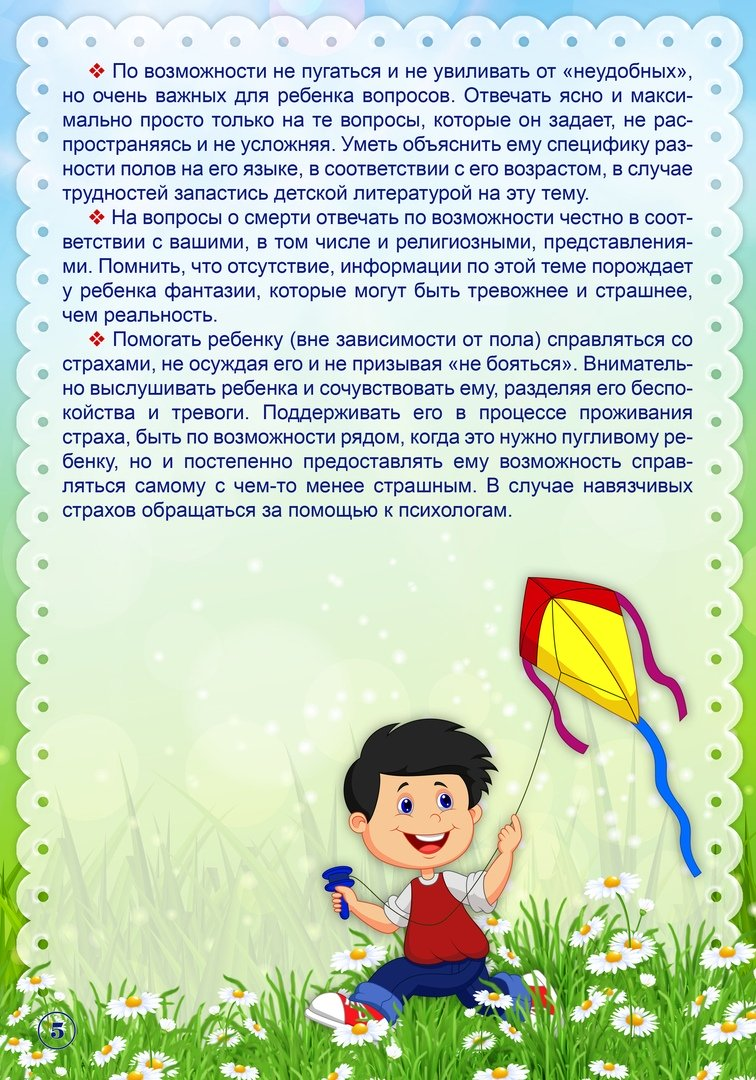 ❖ По возможности не пугаться и не увиливать от «неудобных»,
но очень важных для ребенка вопросов. Отвечать ясно и макси-
мально просто только на те вопросы, которые он задает, не рас-
пространяясь и не усложняя. Уметь объяснить ему специфику раз-
ности полов на его языке, в соответствии с его возрастом, в случае
трудностей запастись детской литературой на эту тему.
❖ На вопросы о смерти отвечать по возможности честно в соот-
ветствии с вашими, в том числе и религиозными, представления-
ми. Помнить, что отсутствие, информации по этой теме порождает
у ребенка фантазии, которые могут быть тревожнее и страшнее,
чем реальность.
❖ Помогать ребенку (вне зависимости от пола) справляться со
страхами, не осуждая его и не призывая «не бояться». Вниматель-
но выслушивать ребенка и сочувствовать ему, разделяя его беспо-
койства и тревоги. Поддерживать его в процессе проживания
страха, быть по возможности рядом, когда это нужно пугливому ре-
бенку, но и постепенно предоставлять ему возможность справ-
ляться самому с чем-то менее страшным. В случае навязчивых
страхов обращаться за помощью к психологам.
5